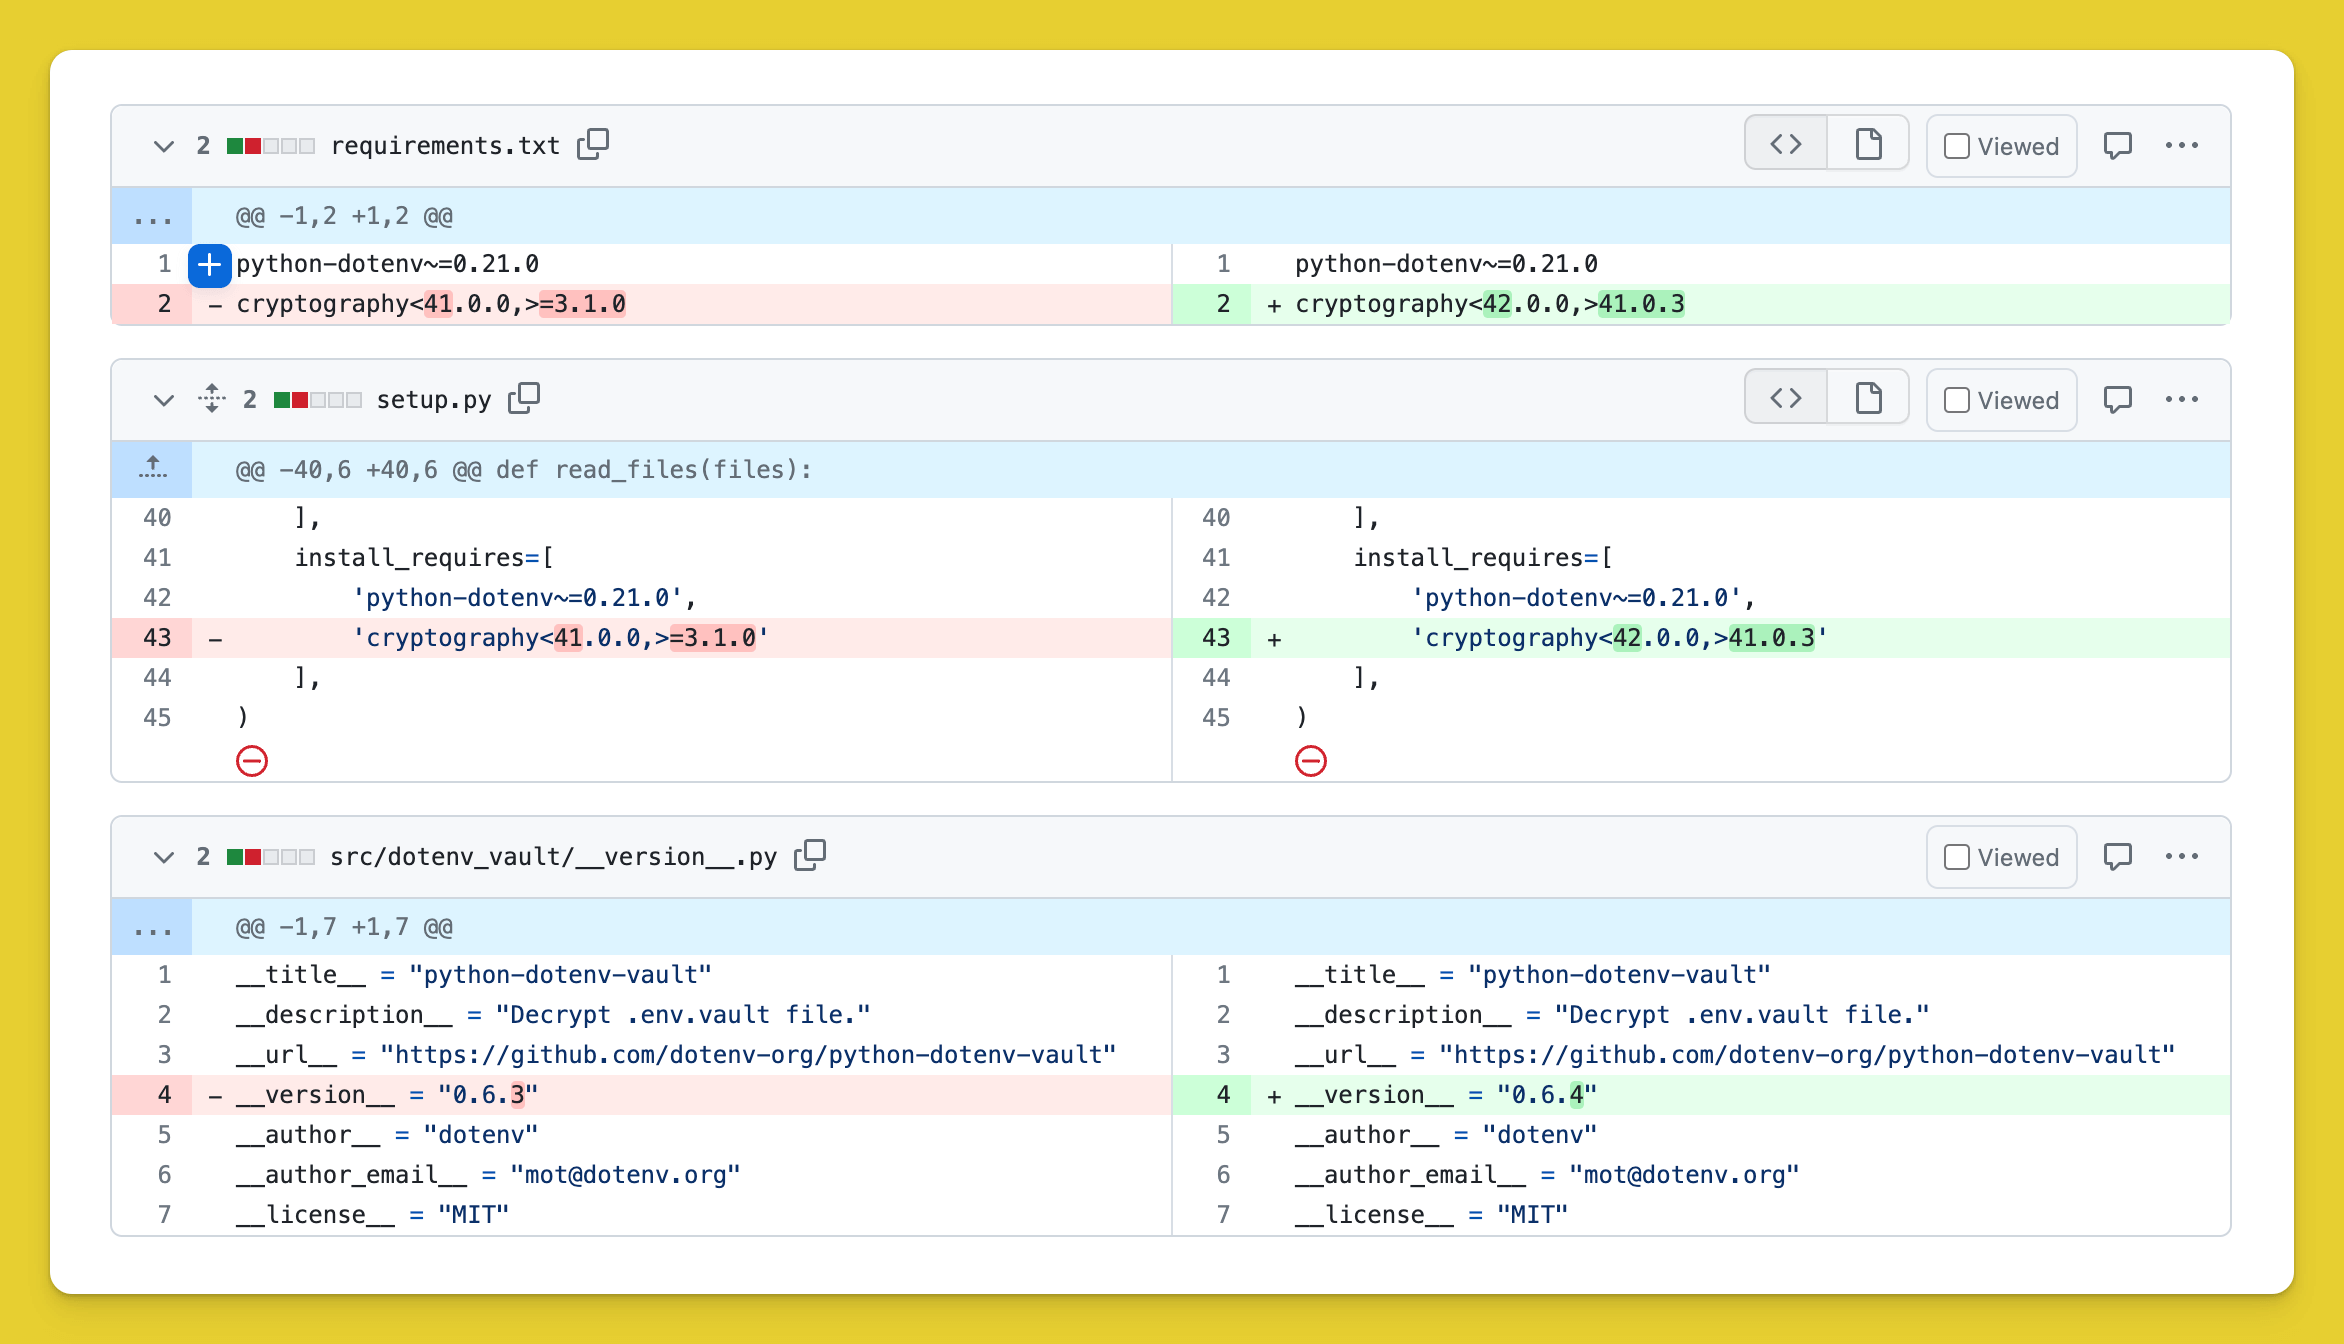 2 requirements.txt Viewed
@@ -1,2 +1,2 @@
1 python-dotenv~=0.21.0 1 python-dotenv~=0.21.0
2 - cryptography<41.0.0,>=3.1.0 2 + cryptography<42.0.0,>41.0.3
2 setup.py Viewed
@@ -40,6 +40,6 @@ def read_files(files):
40 ], 40 ],
41 install_requires=[ 41 install_requires=[
42 'python-dotenv~=0.21.0', 42 'python-dotenv~=0.21.0',
43 - 'cryptography<41.0.0,>=3.1.0' 43 + 'cryptography<42.0.0,>41.0.3'
44 ], 44 ],
45 ) 45 )
2 src/dotenv_vault/__version__.py Viewed
@@ -1,7 +1,7 @@
1 __title__ = "python-dotenv-vault" 1 __title__ = "python-dotenv-vault"
2 __description__ = "Decrypt .env.vault file." 2 __description__ = "Decrypt .env.vault file."
3 __url__ = "https://github.com/dotenv-org/python-dotenv-vault" 3 __url__ = "https://github.com/dotenv-org/python-dotenv-vault"
4 - __version__ = "0.6.3" 4 + __version__ = "0.6.4"
5 __author__ = "dotenv" 5 __author__ = "dotenv"
6 __author_email__ = "mot@dotenv.org" 6 __author_email__ = "mot@dotenv.org"
7 __license__ = "MIT" 7 __license__ = "MIT"